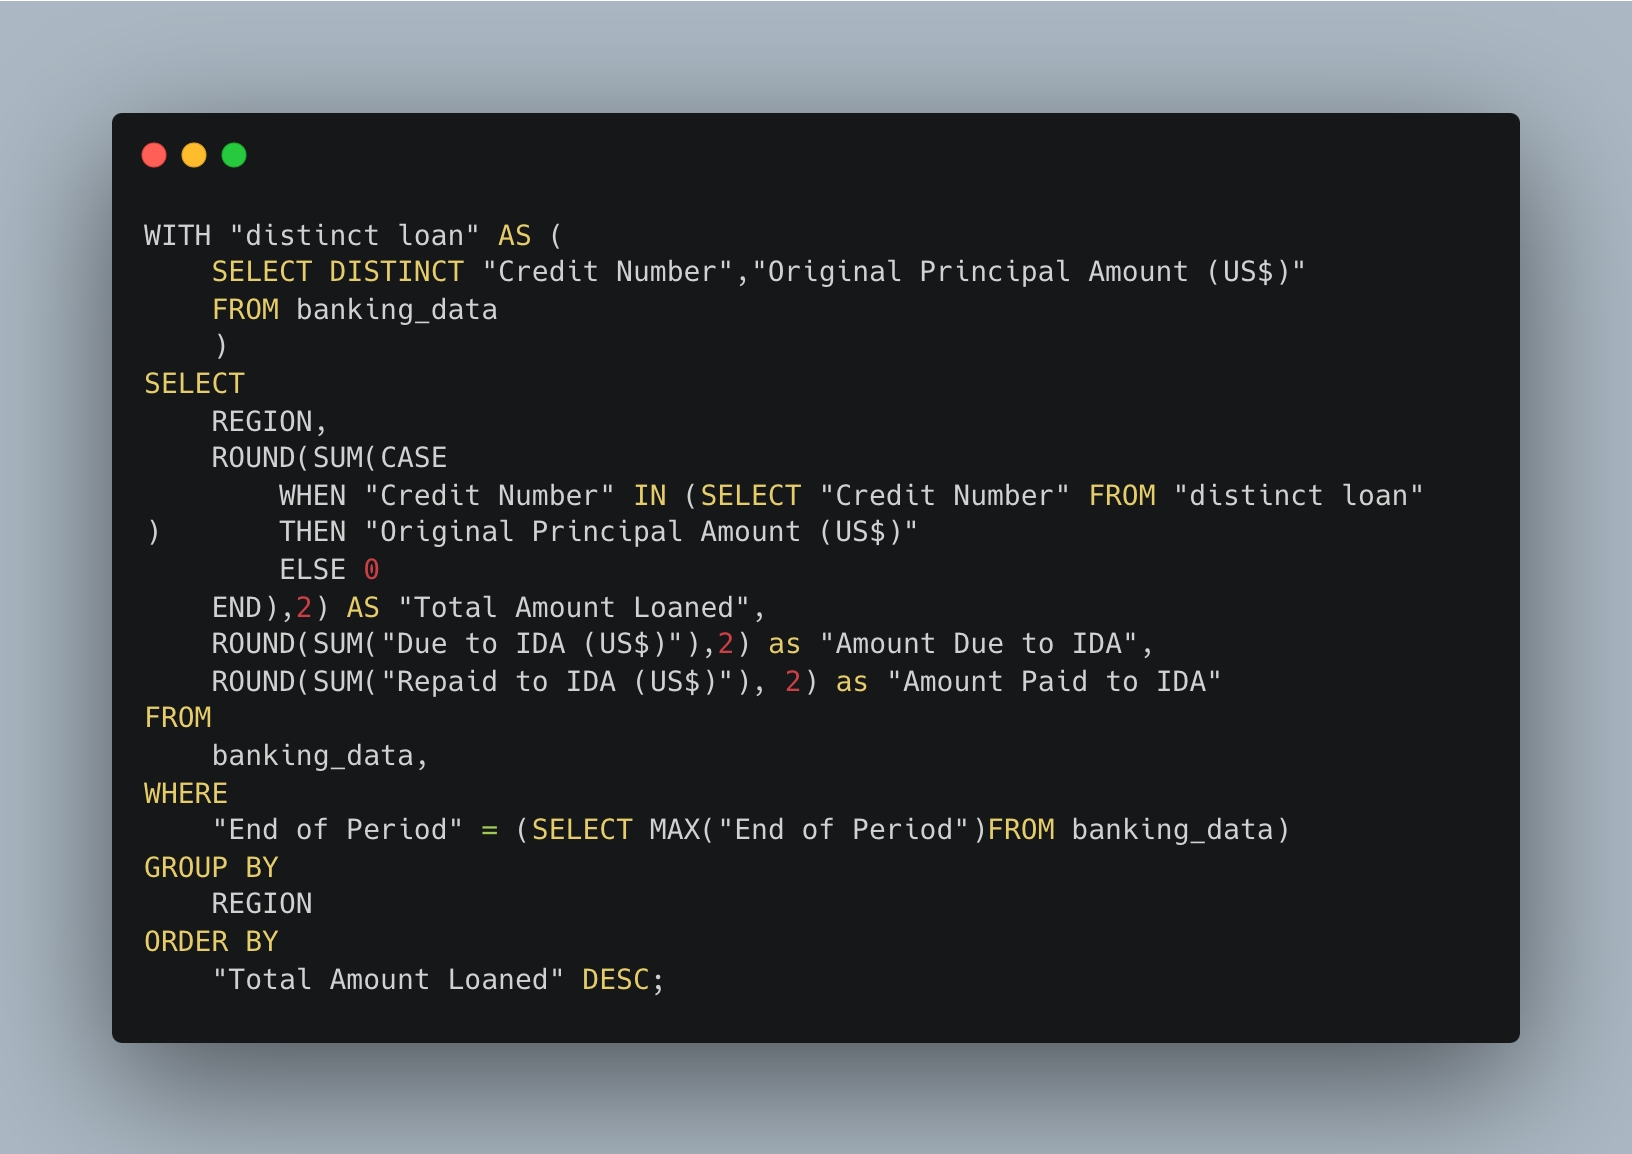 WITH "distinct loan" AS (
    SELECT DISTINCT "Credit Number","Original Principal Amount (US$)"
    FROM banking_data
    )
SELECT
    REGION,
    ROUND(SUM(CASE
        WHEN "Credit Number" IN (SELECT "Credit Number" FROM "distinct loan"
)       THEN "Original Principal Amount (US$)"
        ELSE 0
    END),2) AS "Total Amount Loaned",
    ROUND(SUM("Due to IDA (US$)"),2) as "Amount Due to IDA",
    ROUND(SUM("Repaid to IDA (US$)"), 2) as "Amount Paid to IDA"
FROM
    banking_data,
WHERE
    "End of Period" = (SELECT MAX("End of Period")FROM banking_data)
GROUP BY
    REGION
ORDER BY
    "Total Amount Loaned" DESC;